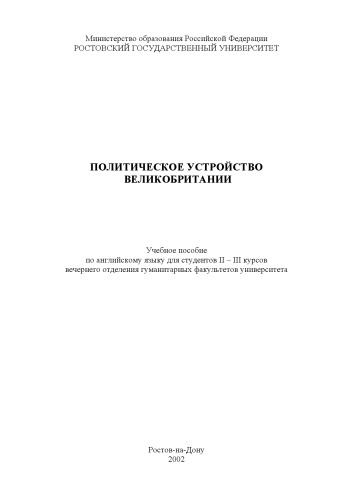 Министерство образования Российской Федерации
РОСТОВСКИЙ ГОСУДАРСТВЕННЫЙ УНИВЕРСИТЕТ
ПОЛИТИЧЕСКОЕ УСТРОЙСТВО
ВЕЛИКОБРИТАНИИ
Учебное пособие
по английскому языку для студентов II – III курсов
вечернего отделения гуманитарных факультетов университета
Ростов-на-Дону
2002